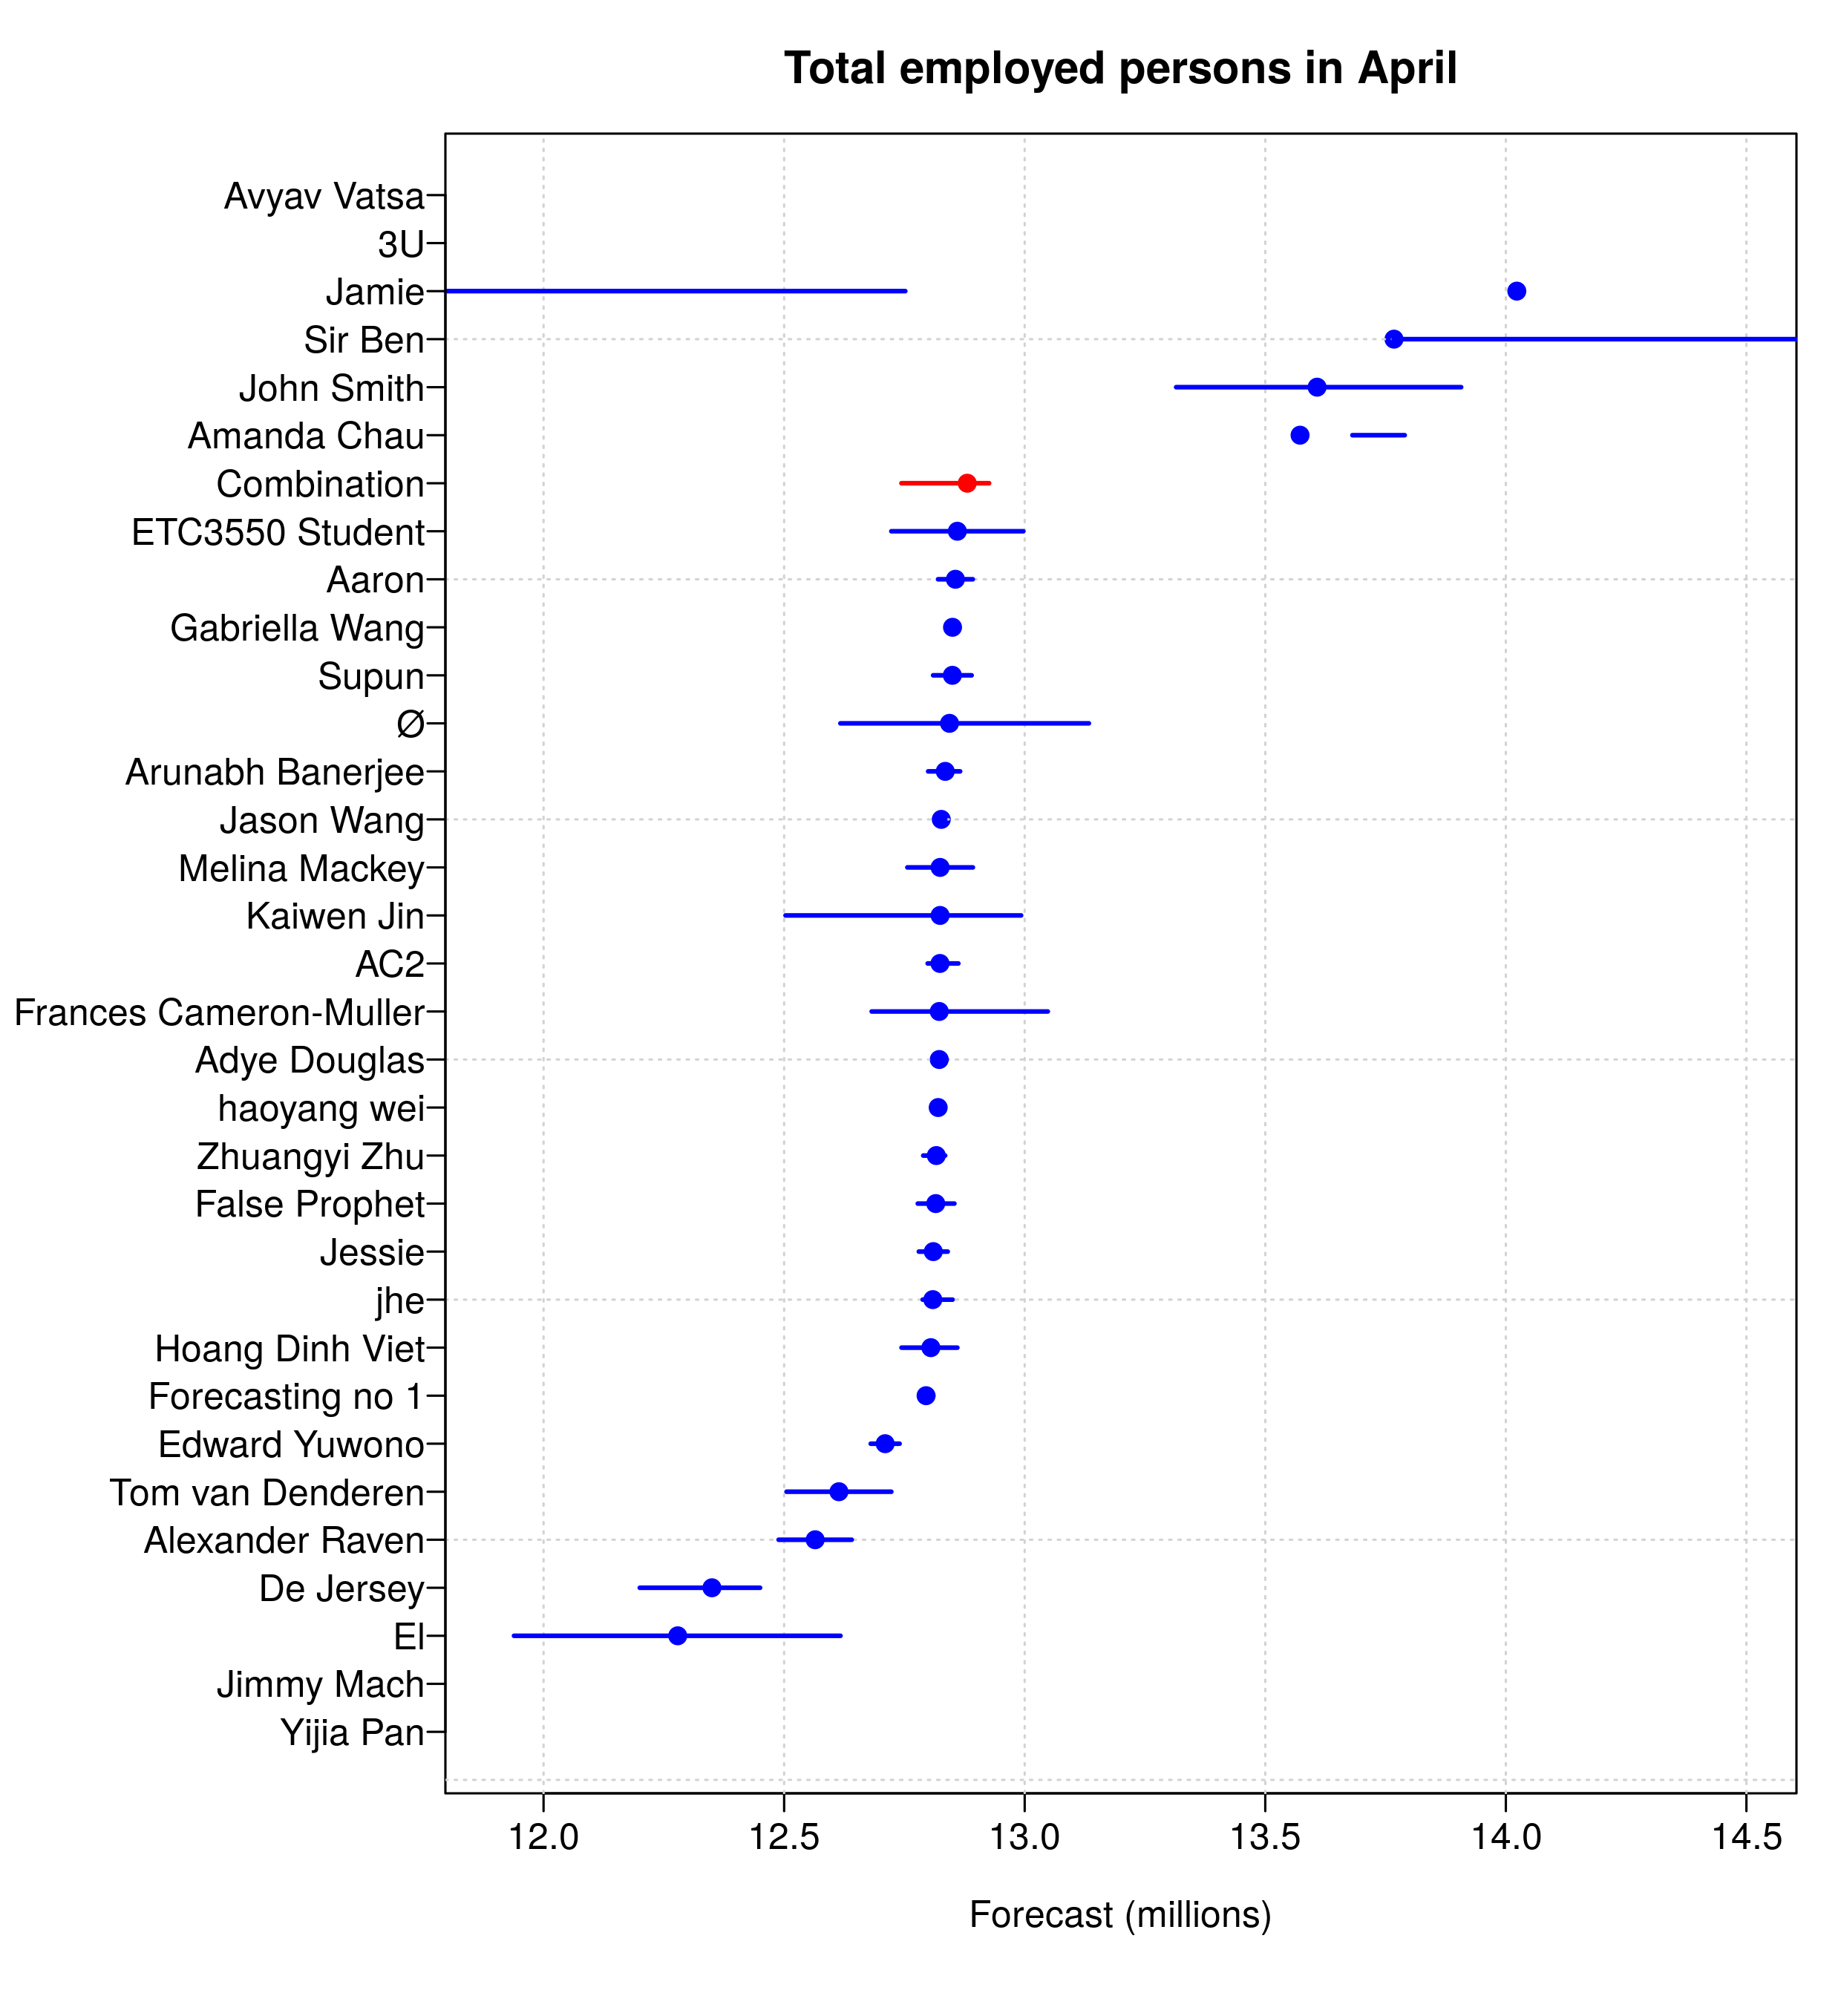 Total employed persons in April
Avyav Vatsa
3U
Jamie
Sir Ben
John Smith
Amanda Chau
Combination
ETC3550 Student
Aaron
Gabriella Wang
Supun
Ø
Arunabh Banerjee
Jason Wang
Melina Mackey
Kaiwen Jin
AC2
Frances Cameron-Muller
Adye Douglas
haoyang wei
Zhuangyi Zhu
False Prophet
Jessie
jhe
Hoang Dinh Viet
Forecasting no 1
Edward Yuwono
Tom van Denderen
Alexander Raven
De Jersey
El
Jimmy Mach
Yijia Pan
12.0 12.5 13.0 13.5 14.0 14.5
Forecast (millions)